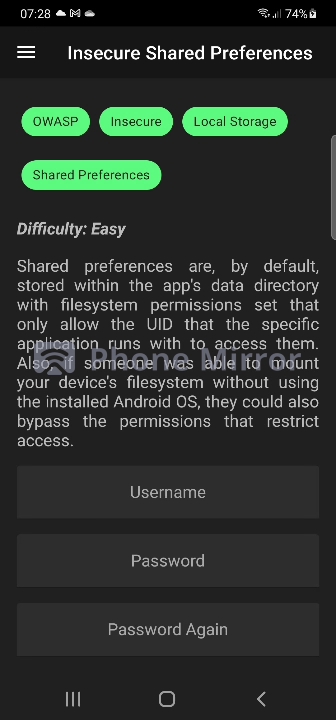 07:28
74%
Insecure Shared Preferences
OWASP
Insecure
Local Storage
Shared Preferences
Difficulty: Easy
Shared preferences are, by default,
stored within the app's data directory
with filesystem permissions set that
only allow the UID that the specific
application runs with to access them.
Phone Mirror
Also, if someone was able to mount
your device's filesystem without using
the installed Android OS, they could also
bypass the permissions that restrict
access.
Username
Password
Password Again